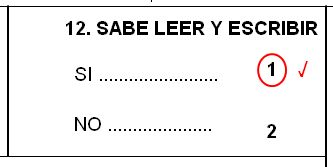 12. SABE LEER Y ESCRIBIR
SI ....................... 1 ✓
NO .................... 2